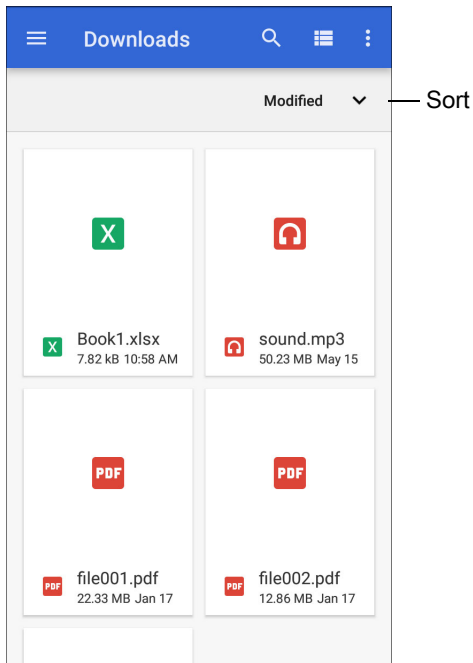 Downloads
Modified
Sort
X
Book1.xlsx
X
7.82 kB 10:58 AM
sound.mp3
50.23 MB May 15
PDF
PDF
file001.pdf
PDF
22.33 MB Jan 17
file002.pdf
PDF
12.86 MB Jan 17